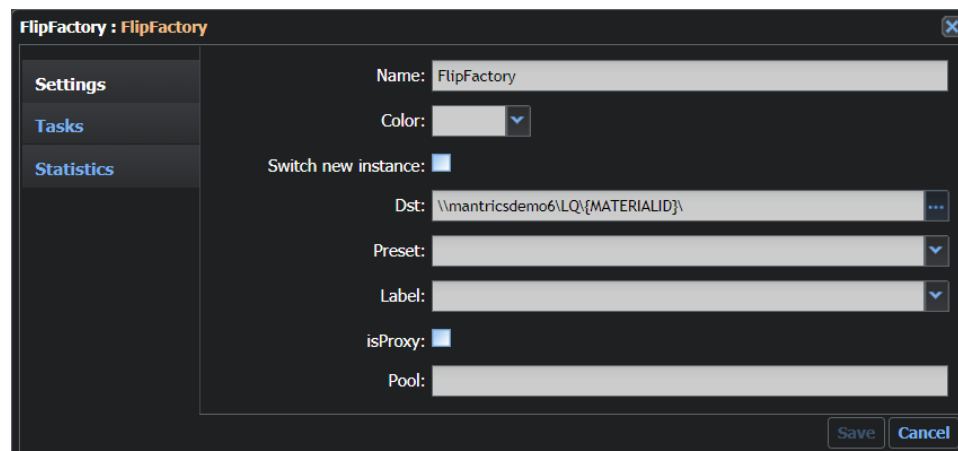 FlipFactory : FlipFactory
Settings
Tasks
Statistics
Name: FlipFactory
Color:
Switch new instance:
Dst: \\mantricsdemo6\LQ\{MATERIALID}\
Preset:
Label:
isProxy:
Pool:
Save Cancel